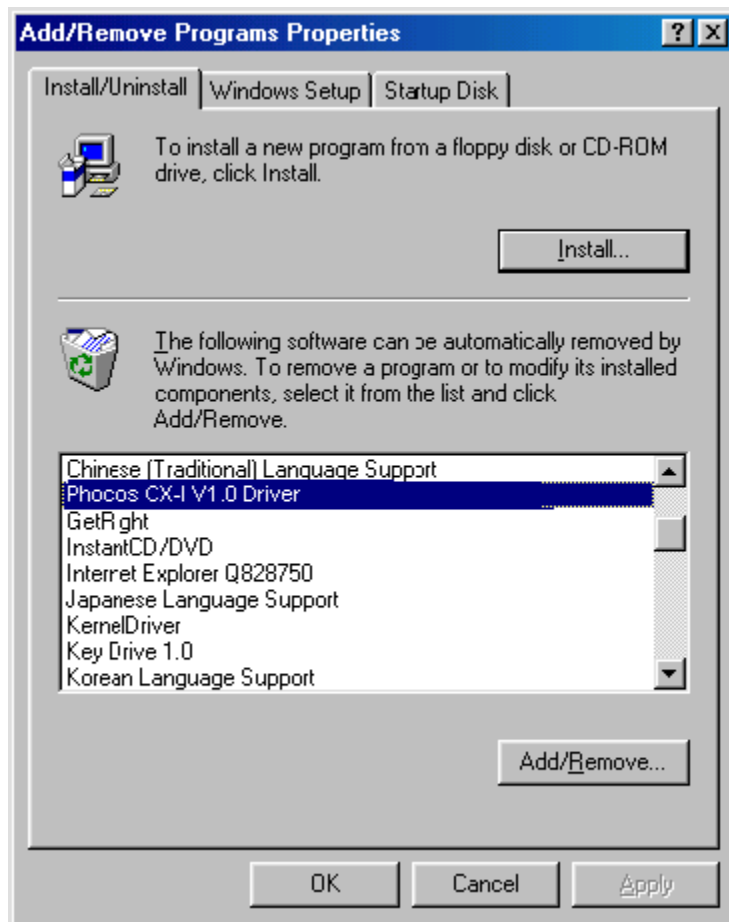 Add/Remove Programs Properties
Install/Uninstall
Windows Setup
Startup Disk
To install a new program from a floppy disk or CD-ROM
drive, click Install.
Install...
The following software can be automatically removed by
Windows. To remove a program or to modify its installed
components, select it from the list and click
Add/Remove.
Chinese (Traditional) Language Support
Phocos CX-I V1.0 Driver
GetRight
InstantCD/DVD
Internet Explorer Q828750
Japanese Language Support
KernelDriver
Key Drive 1.0
Korean Language Support
Add/Remove...
OK
Cancel
Apply